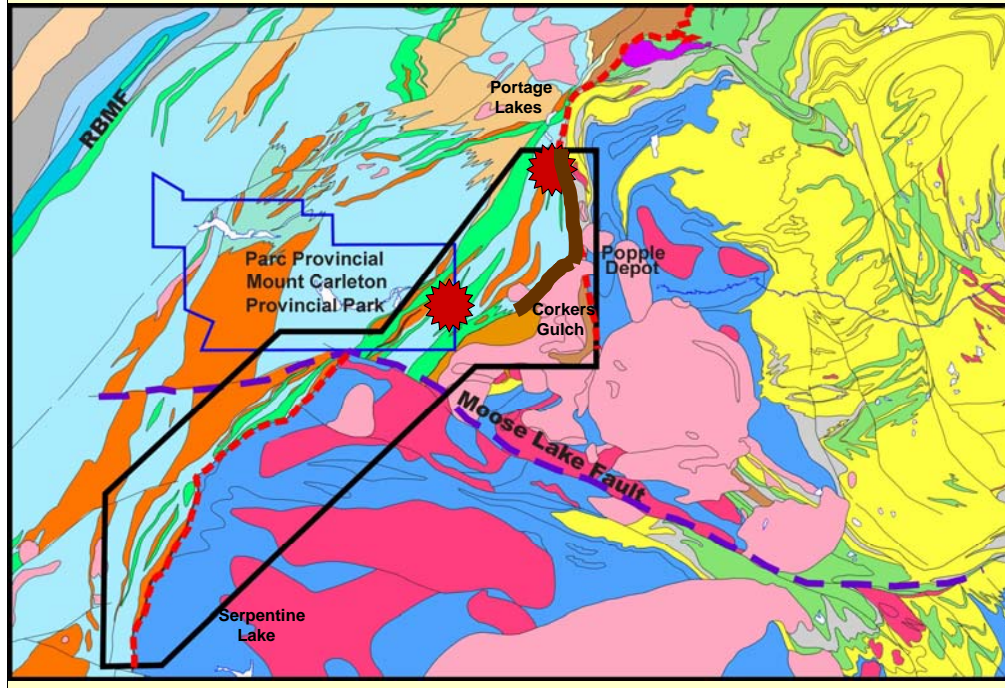 RBMF
Portage
Lakes
Parc Provincial
Mount Carleton
Provincial Park
Popple
Depot
Corkers
Gulch
Moose Lake Fault
Serpentine
Lake